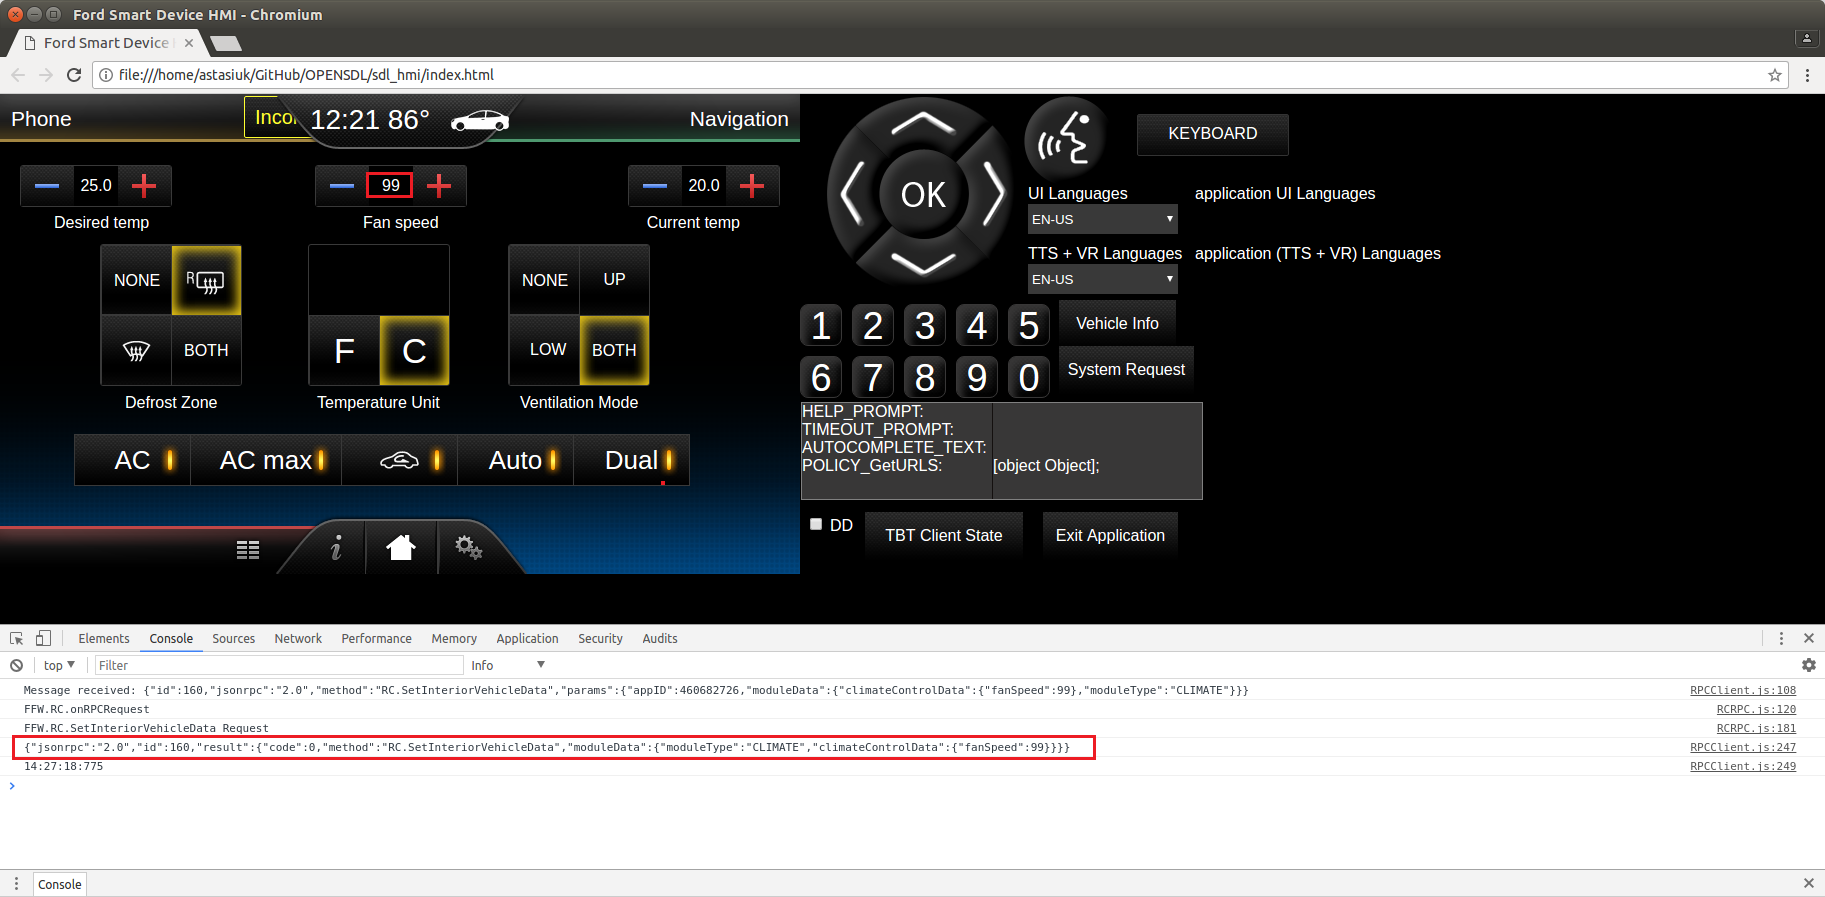 Ford Smart Device HMI - Chromium
Ford Smart Device
file:///home/astasiuk/GitHub/OPENSDL/sdl_hmi/index.html
Phone
12:21 86°
Navigation
25.0
99
20.0
Desired temp
Fan speed
Current temp
NONE
R
BOTH
Defrost Zone
F
C
Temperature Unit
NONE
UP
LOW
BOTH
Ventilation Mode
AC
AC max
Auto
Dual
i
OK
KEYBOARD
UI Languages
application UI Languages
EN-US
TTS + VR Languages
application (TTS + VR) Languages
EN-US
1 2 3 4 5
Vehicle Info
6 7 8 9 0
System Request
HELP_PROMPT:
TIMEOUT_PROMPT:
AUTOCOMPLETE_TEXT:
POLICY_GetURLS: [object Object];
DD
TBT Client State
Exit Application
Elements Console Sources Network Performance Memory Application Security Audits
top
Filter
Info
Message received: {"id":160,"jsonrpc":"2.0","method":"RC.SetInteriorVehicleData","params":{"appID":460682726,"moduleData":{"climateControlData":{"fanSpeed":99},"moduleType":"CLIMATE"}}} RPCClient.js:108
FFW.RC.onRPCRequest RCRPC.js:120
FFW.RC.SetInteriorVehicleData Request RCRPC.js:181
{"jsonrpc":"2.0","id":160,"result":{"code":0,"method":"RC.SetInteriorVehicleData","moduleData":{"moduleType":"CLIMATE","climateControlData":{"fanSpeed":99}}}} RPCClient.js:247
14:27:18:775 RPCClient.js:249
Console